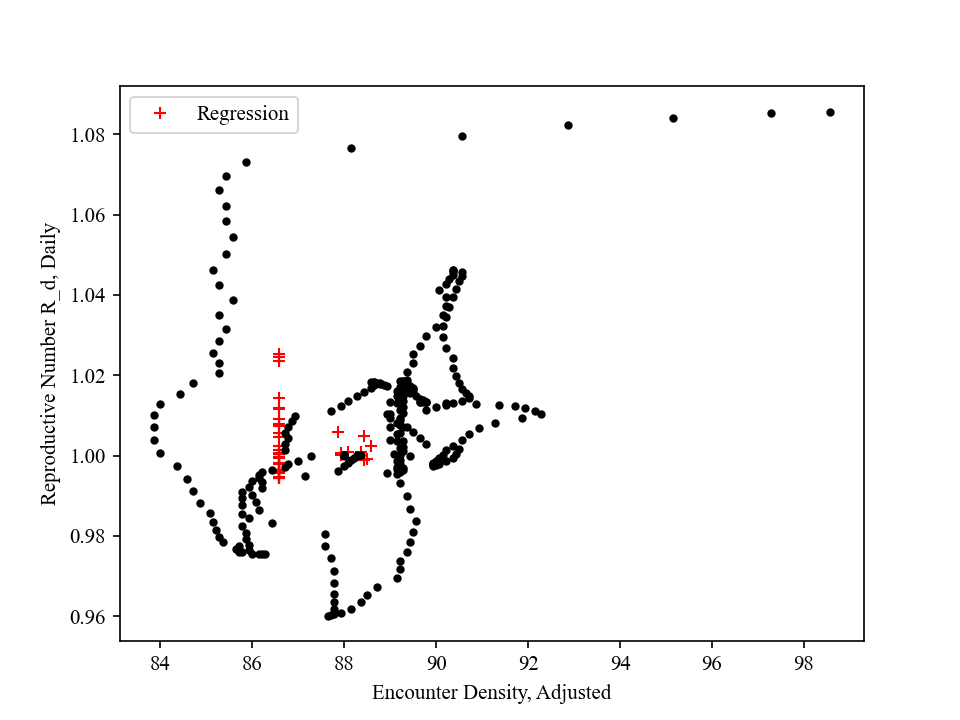 Regression
1.08
1.06
1.04
1.02
1.00
0.98
0.96
Reproductive Number R_d, Daily
84 86 88 90 92 94 96 98
Encounter Density, Adjusted